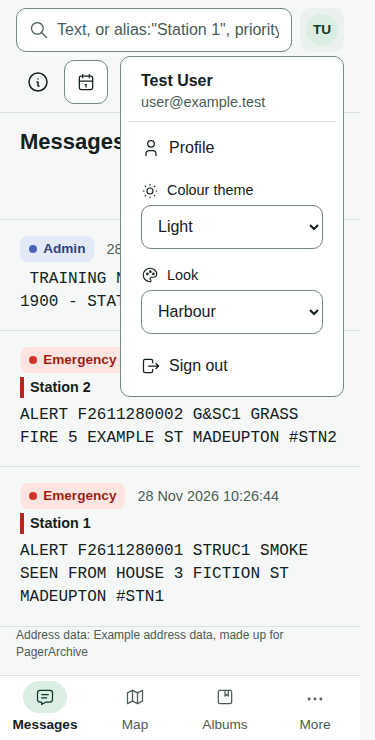 Text, or alias:"Station 1", priority
TU
Test User
user@example.test
Profile
Colour theme
Light
Look
Harbour
Sign out
Messages
Admin 28
TRAINING
1900 - STAT
Emergency
Station 2
ALERT F2611280002 G&SC1 GRASS
FIRE 5 EXAMPLE ST MADEUPTON #STN2
Emergency 28 Nov 2026 10:26:44
Station 1
ALERT F2611280001 STRUC1 SMOKE
SEEN FROM HOUSE 3 FICTION ST
MADEUPTON #STN1
Address data: Example address data, made up for
PagerArchive
Messages Map Albums More